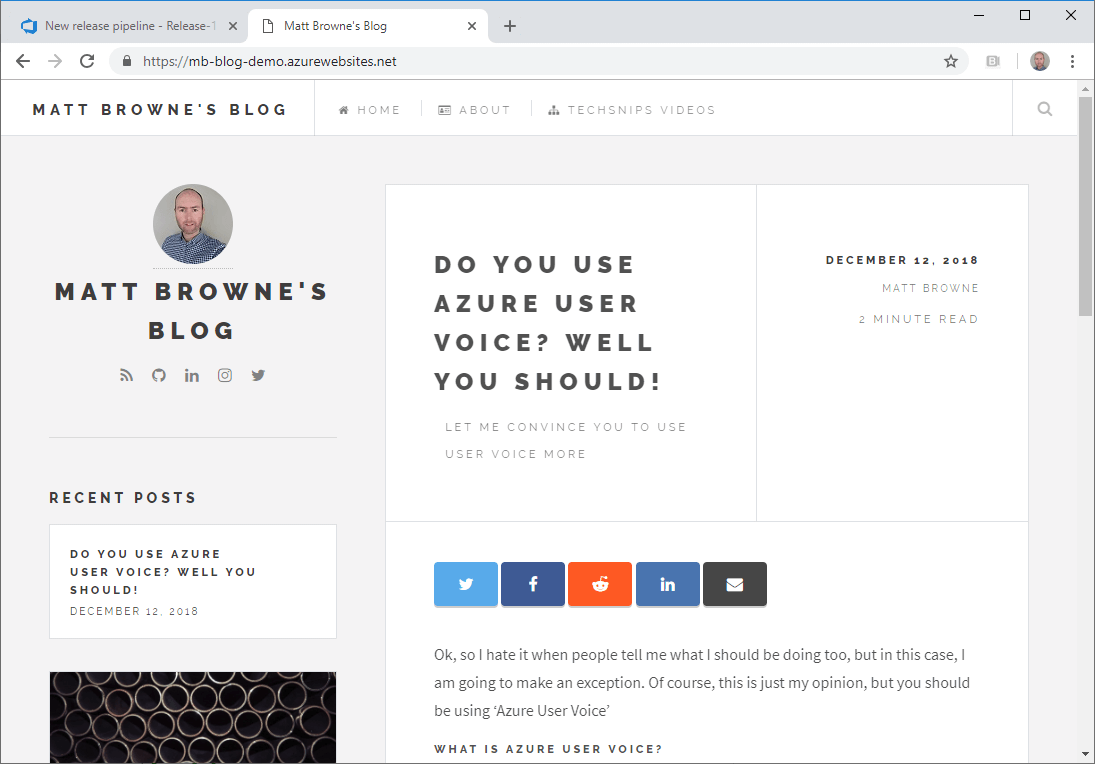 New release pipeline - Release-1
Matt Browne's Blog
https://mb-blog-demo.azurewebsites.net
MATT BROWNE'S BLOG
HOME
ABOUT
TECHSNIPS VIDEOS
MATT BROWNE'S
BLOG
RECENT POSTS
DO YOU USE AZURE
USER VOICE? WELL YOU
SHOULD!
DECEMBER 12, 2018
DO YOU USE
AZURE USER
VOICE? WELL
YOU SHOULD!
LET ME CONVINCE YOU TO USE
USER VOICE MORE
DECEMBER 12, 2018
MATT BROWNE
2 MINUTE READ
Ok, so I hate it when people tell me what I should be doing too, but in this case, I
am going to make an exception. Of course, this is just my opinion, but you should
be using ‘Azure User Voice’
WHAT IS AZURE USER VOICE?